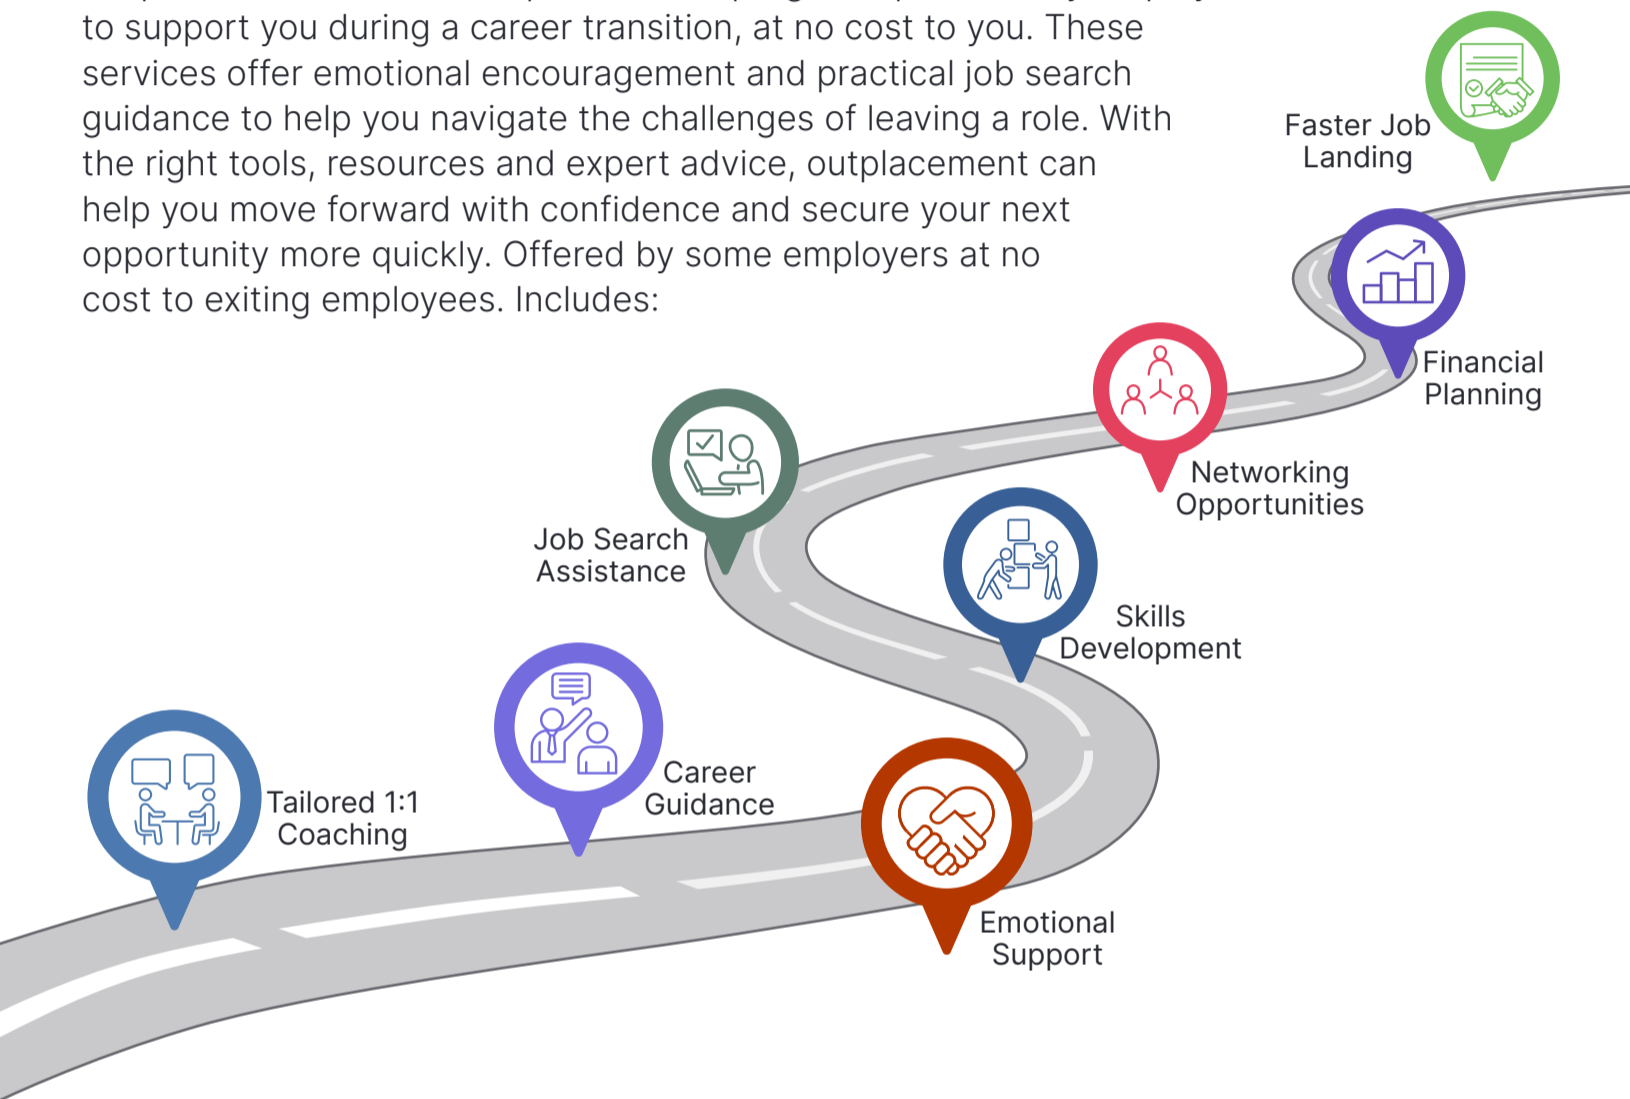 to support you during a career transition, at no cost to you. These
services offer emotional encouragement and practical job search
guidance to help you navigate the challenges of leaving a role. With
the right tools, resources and expert advice, outplacement can
help you move forward with confidence and secure your next
opportunity more quickly. Offered by some employers at no
cost to exiting employees. Includes:
Faster Job
Landing
Financial
Planning
Networking
Opportunities
Job Search
Assistance
Skills
Development
Career
Guidance
Tailored 1:1
Coaching
Emotional
Support